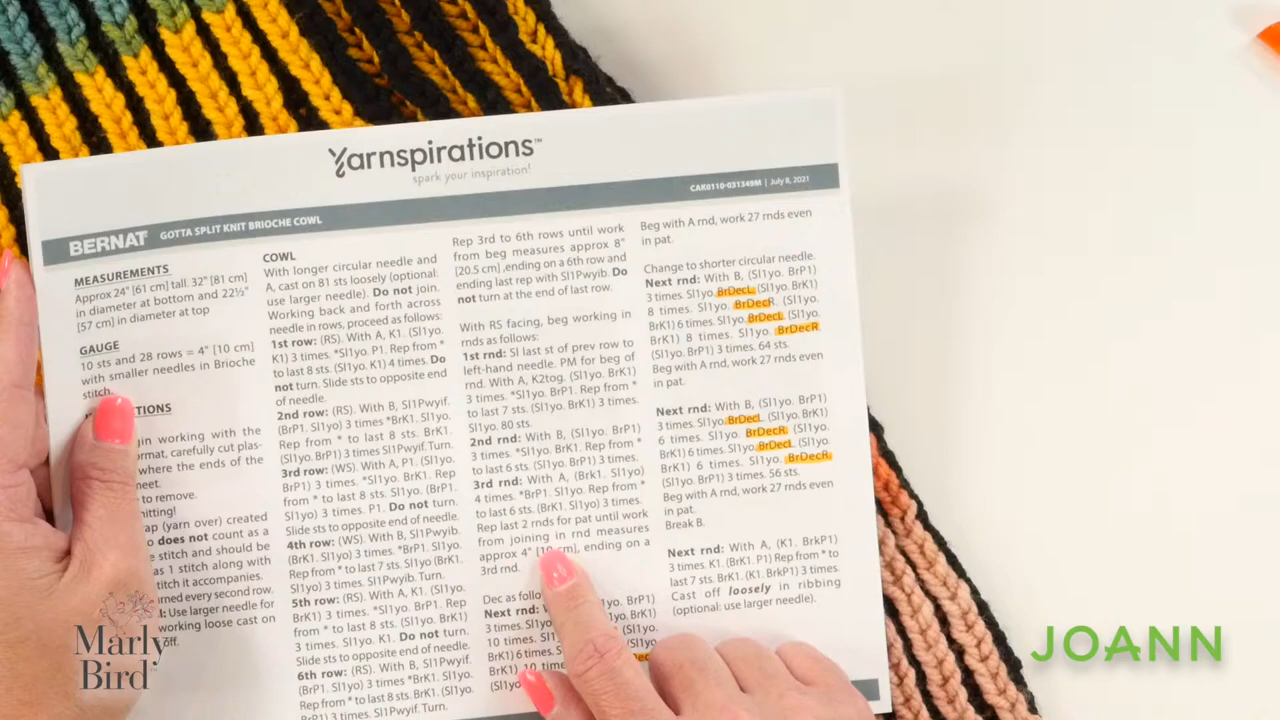 Yarnspirations™
spark your inspiration!
CAK0110-031349M | July 8, 2021
BERNAT GOTTA SPLIT KNIT BRIOCHE COWL
MEASUREMENTS
Approx 24" [61 cm] tall. 32" [81 cm]
in diameter at bottom and 22½"
[57 cm] in diameter at top
GAUGE
10 sts and 28 rows = 4" [10 cm]
with smaller needles in Brioche
stitch.
in working with the
carefully cut plas-
where the ends of the
to remove.
(yarn over) created
does not count as a
stitch and should be
as 1 stitch along with
stitch it accompanies.
every second row.
Use larger needle for
working loose cast on
off.
COWL
With longer circular needle and
A, cast on 81 sts loosely (optional:
use larger needle). Do not join.
Working back and forth across
needle in rows, proceed as follows:
1st row: (RS). With A, K1. (Sl1yo.
K1) 3 times. *Sl1yo. P1. Rep from *
to last 8 sts. (Sl1yo. K1) 4 times. Do
not turn. Slide sts to opposite end
of needle.
2nd row: (RS). With B, Sl1Pwyif.
(BrP1. Sl1yo) 3 times *BrK1. Sl1yo.
Rep from * to last 8 sts. BrK1.
(Sl1yo. BrP1) 3 times Sl1Pwyif. Turn.
3rd row: (WS). With A, P1. (Sl1yo.
BrP1) 3 times. *Sl1yo. BrK1. Rep
from * to last 8 sts. Sl1yo. (BrP1.
Sl1yo) 3 times. P1. Do not turn.
Slide sts to opposite end of needle.
4th row: (WS). With B, Sl1Pwyib.
(BrK1. Sl1yo) 3 times. *BrP1. Sl1yo.
Rep from * to last 7 sts. Sl1yo (BrK1.
Sl1yo) 3 times. Sl1Pwyib. Turn.
5th row: (RS). With A, K1. (Sl1yo.
BrK1) 3 times. *Sl1yo. BrP1. Rep
from * to last 8 sts. (Sl1yo. BrK1)
3 times. Sl1yo. K1. Do not turn.
Slide sts to opposite end of needle.
6th row: (RS). With B, Sl1Pwyif.
(BrP1. Sl1yo) 3 times *BrK1. Sl1yo.
Rep from * to last 8 sts. BrK1. (Sl1yo.
BrP1) 3 times. Sl1Pwyif. Turn.
Rep 3rd to 6th rows until work
from beg measures approx 8"
[20.5 cm] ,ending on a 6th row and
ending last rep with Sl1Pwyib. Do
not turn at the end of last row.
With RS facing, beg working in
rnds as follows:
1st rnd: Sl last st of prev row to
left-hand needle. PM for beg of
rnd. With A, K2tog. (Sl1yo. BrK1)
3 times. *Sl1yo. BrP1. Rep from *
to last 7 sts. (Sl1yo. BrK1) 3 times.
Sl1yo. 80 sts.
2nd rnd: With B, (Sl1yo. BrP1)
3 times. *Sl1yo. BrK1. Rep from *
to last 6 sts. (Sl1yo. BrP1) 3 times.
3rd rnd: With A, (Brk1. Sl1yo)
4 times. *BrP1. Sl1yo. Rep from *
to last 6 sts. (BrK1. Sl1yo) 3 times.
Rep last 2 rnds for pat until work
from joining in rnd measures
approx 4" [10 cm], ending on a
3rd rnd.
Dec as follo
Next rnd: BrP1)
3 times. Sl1yo (Sl1yo.
10 times. Sl1yo.
BrK1) 6 times
BrK1) 10 times
(Sl1yo
Beg with A rnd, work 27 rnds even
in pat.
Change to shorter circular needle.
Next rnd: With B, (Sl1yo. BrP1)
3 times. Sl1yo. BrDecL. (Sl1yo. BrK1)
8 times. Sl1yo. BrDecR. (Sl1yo.
BrK1) 6 times. Sl1yo. BrDecL. (Sl1yo.
BrK1) 8 times. Sl1yo. BrDecR.
(Sl1yo. BrP1) 3 times. 64 sts.
Beg with A rnd, work 27 rnds even
in pat.
Next rnd: With B, (Sl1yo. BrP1)
3 times. Sl1yo. BrDecL. (Sl1yo. BrK1)
6 times. Sl1yo. BrDecR. (Sl1yo.
BrK1) 6 times. Sl1yo. BrDecL. (Sl1yo.
BrK1) 6 times. Sl1yo. BrDecR.
(Sl1yo. BrP1) 3 times. 56 sts.
Beg with A rnd, work 27 rnds even
in pat.
Break B.
Next rnd: With A, (K1. BrkP1)
3 times. K1. (BrK1. P1) Rep from * to
last 7 sts. BrK1. (K1. BrkP1) 3 times.
Cast off loosely in ribbing
(optional: use larger needle).
Marly
Bird™
JOANN